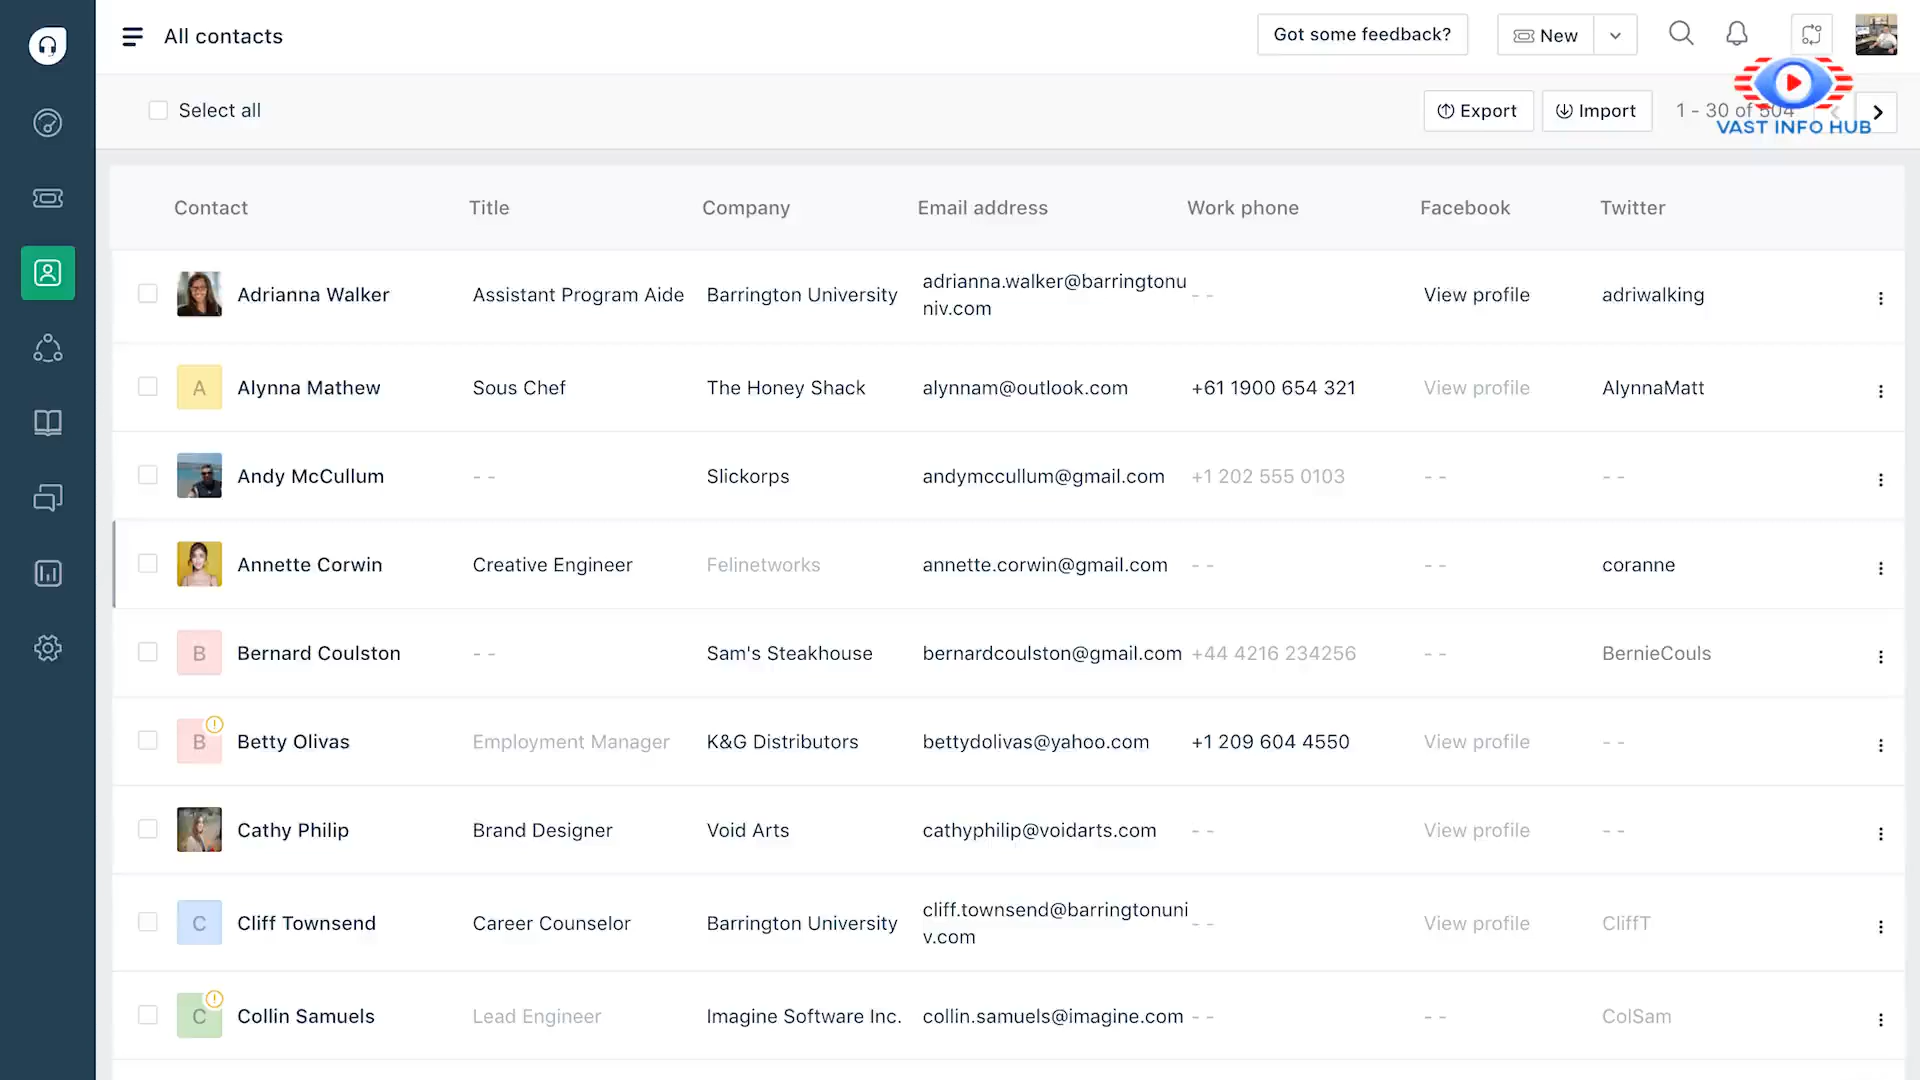 All contacts
Got some feedback?
New
Select all
Export
Import
1 - 30 of 504
VAST INFO HUB
Contact Title Company Email address Work phone Facebook Twitter
Adrianna Walker Assistant Program Aide Barrington University adrianna.walker@barringtonu
niv.com - - View profile adriwalking
A Alynna Mathew Sous Chef The Honey Shack alynnam@outlook.com +61 1900 654 321 View profile AlynnaMatt
Andy McCullum - - Slickorps andymccullum@gmail.com +1 202 555 0103 - - - -
Annette Corwin Creative Engineer Felinetworks annette.corwin@gmail.com - - - - coranne
B Bernard Coulston - - Sam's Steakhouse bernardcoulston@gmail.com +44 4216 234256 - - BernieCouls
B Betty Olivas Employment Manager K&G Distributors bettydolivas@yahoo.com +1 209 604 4550 View profile - -
Cathy Philip Brand Designer Void Arts cathyphilip@voidarts.com - - View profile - -
C Cliff Townsend Career Counselor Barrington University cliff.townsend@barringtonuni
v.com - - View profile CliffT
C Collin Samuels Lead Engineer Imagine Software Inc. collin.samuels@imagine.com - - - - ColSam